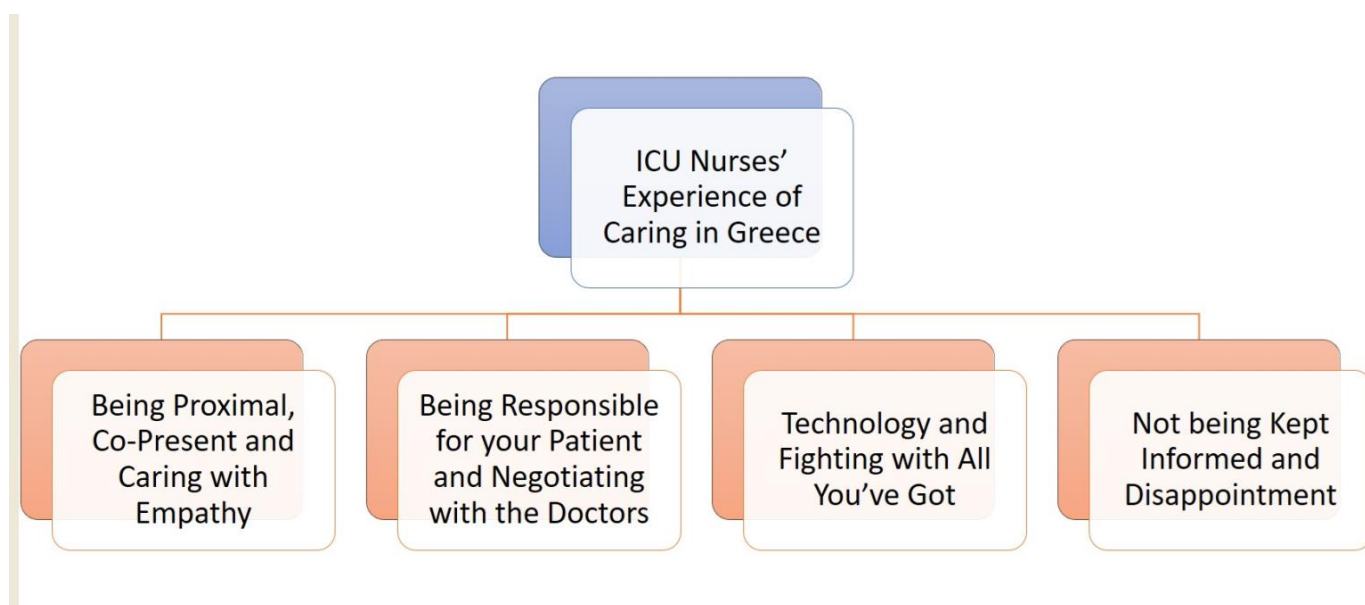 ICU Nurses’
Experience of
Caring in Greece
Being Proximal,
Co-Present and
Caring with
Empathy
Being Responsible
for your Patient
and Negotiating
with the Doctors
Technology and
Fighting with All
You’ve Got
Not being Kept
Informed and
Disappointment